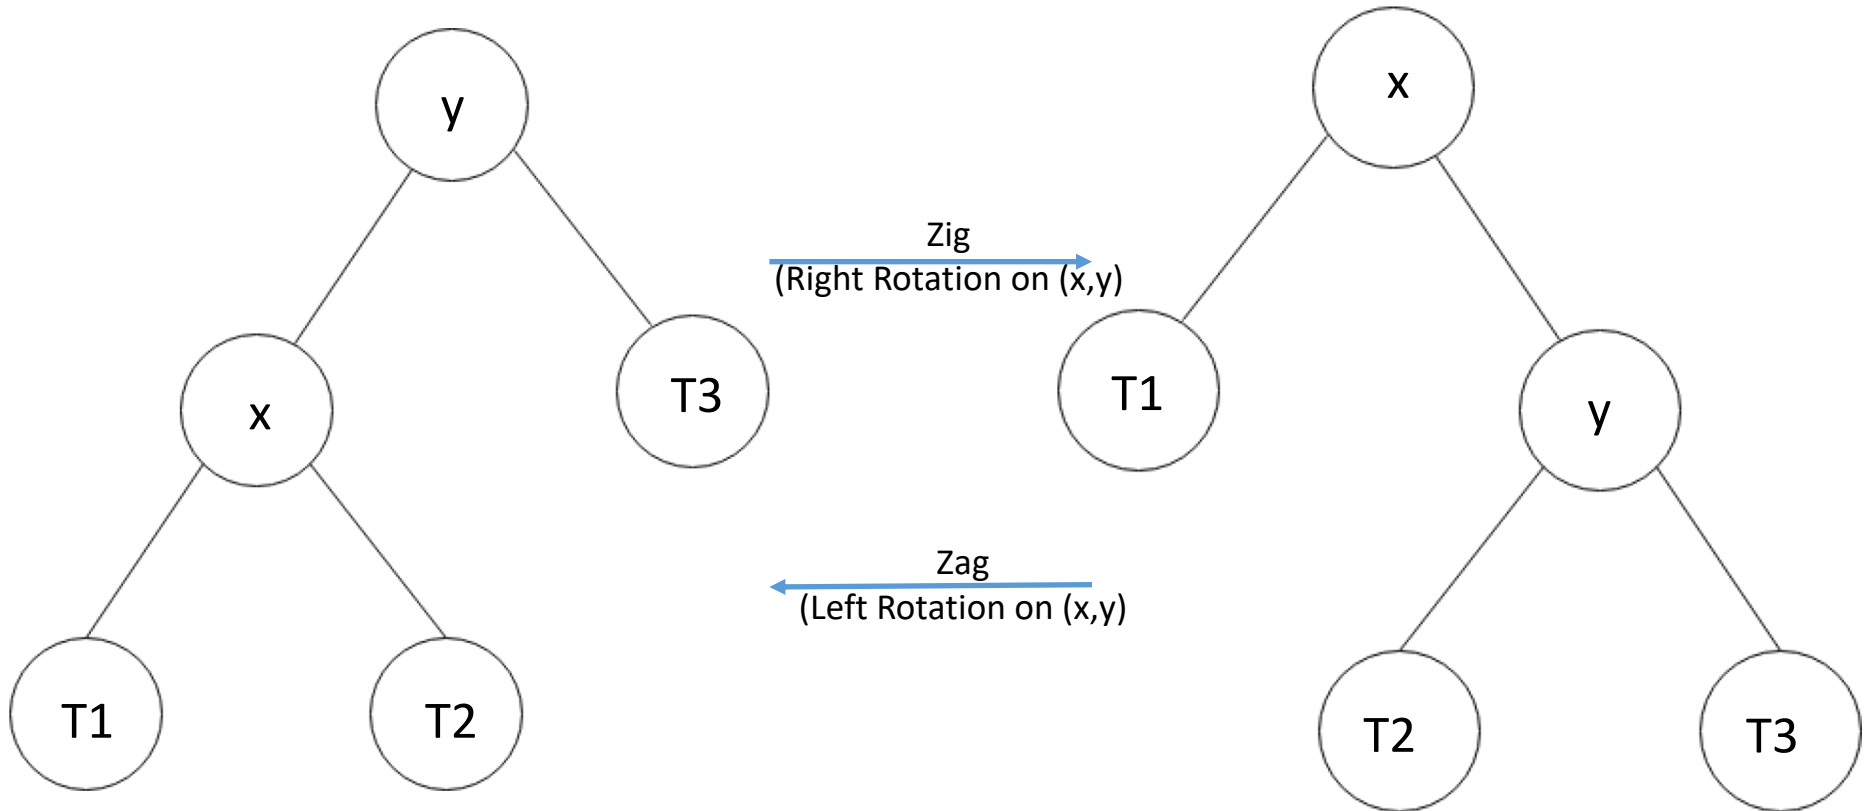 y
x
T3
T1
T2
Zig
(Right Rotation on (x,y)
Zag
(Left Rotation on (x,y)
x
T1
y
T2
T3